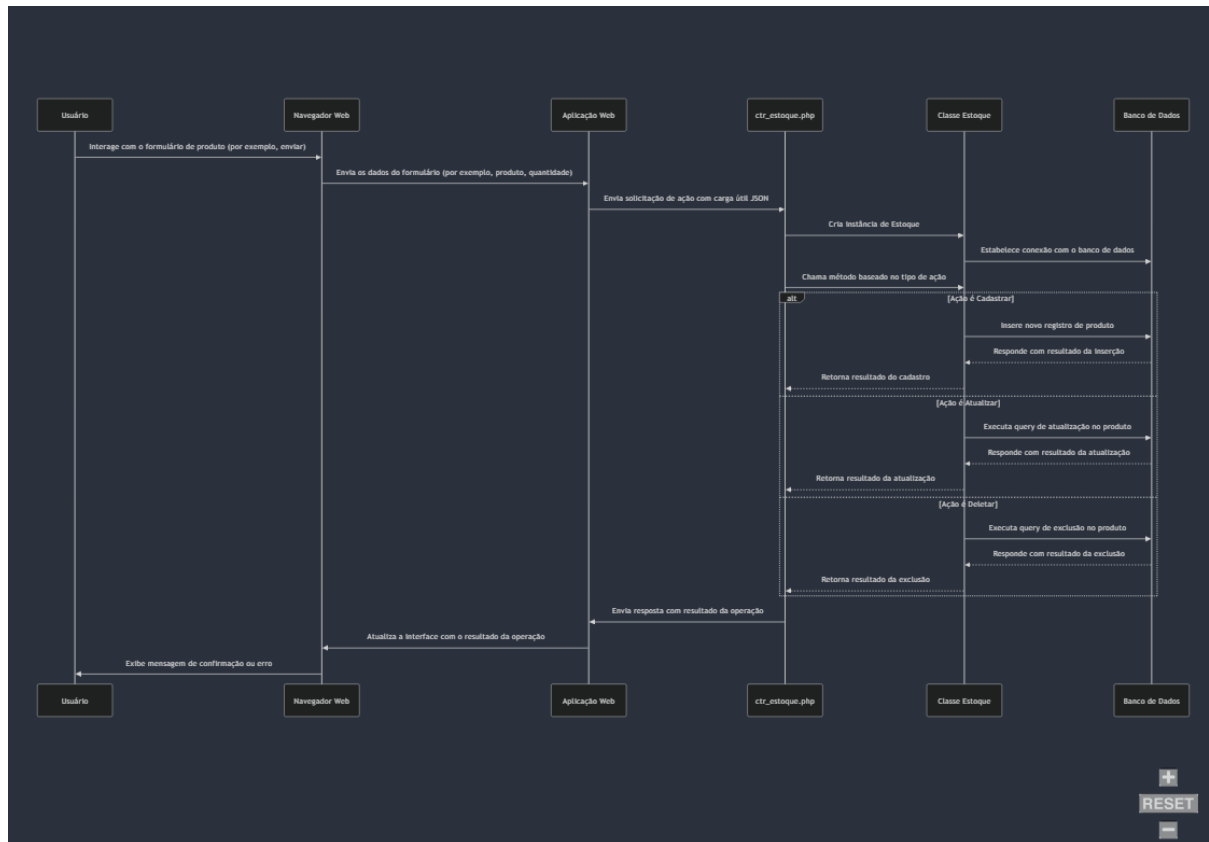 Usuário
Navegador Web
Aplicação Web
ctr_estoque.php
Classe Estoque
Banco de Dados
Interage com o formulário de produto (por exemplo, enviar)
Envia os dados do formulário (por exemplo, produto, quantidade)
Envia solicitação de ação com carga útil JSON
Cria instância de Estoque
Estabelece conexão com o banco de dados
Chama método baseado no tipo de ação
alt
[Ação é Cadastrar]
Insere novo registro de produto
Responde com resultado da inserção
Retorna resultado do cadastro
[Ação é Atualizar]
Executa query de atualização no produto
Responde com resultado da atualização
Retorna resultado da atualização
[Ação é Deletar]
Executa query de exclusão no produto
Responde com resultado da exclusão
Retorna resultado da exclusão
Envia resposta com resultado da operação
Atualiza a interface com o resultado da operação
Exibe mensagem de confirmação ou erro
Usuário
Navegador Web
Aplicação Web
ctr_estoque.php
Classe Estoque
Banco de Dados
RESET